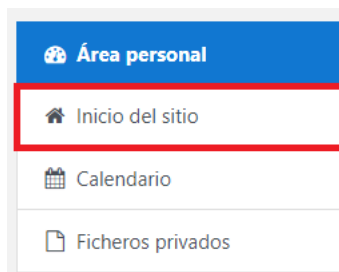 Área personal
Inicio del sitio
Calendario
Ficheros privados